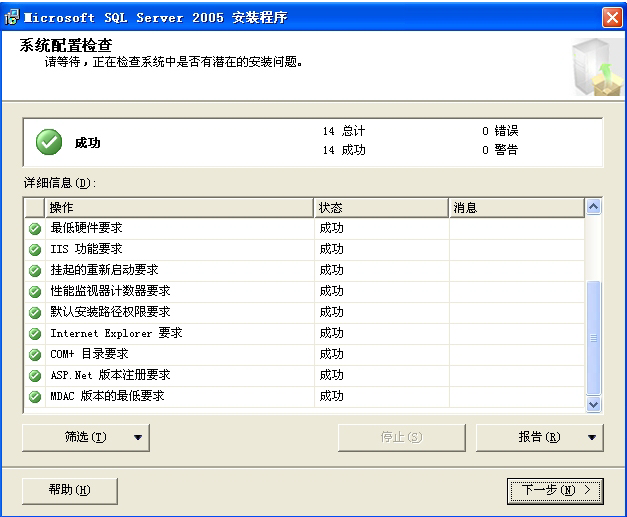 Microsoft SQL Server 2005 安装程序
系统配置检查
请等待，正在检查系统中是否有潜在的安装问题。
成功
14 总计
0 错误
14 成功
0 警告
详细信息(D):
操作 状态 消息
最低硬件要求 成功
IIS 功能要求 成功
挂起的重新启动要求 成功
性能监视器计数器要求 成功
默认安装路径权限要求 成功
Internet Explorer 要求 成功
COM+ 目录要求 成功
ASP.Net 版本注册要求 成功
MDAC 版本的最低要求 成功
筛选(T) 停止(S) 报告(R)
帮助(H) 下一步(N) >